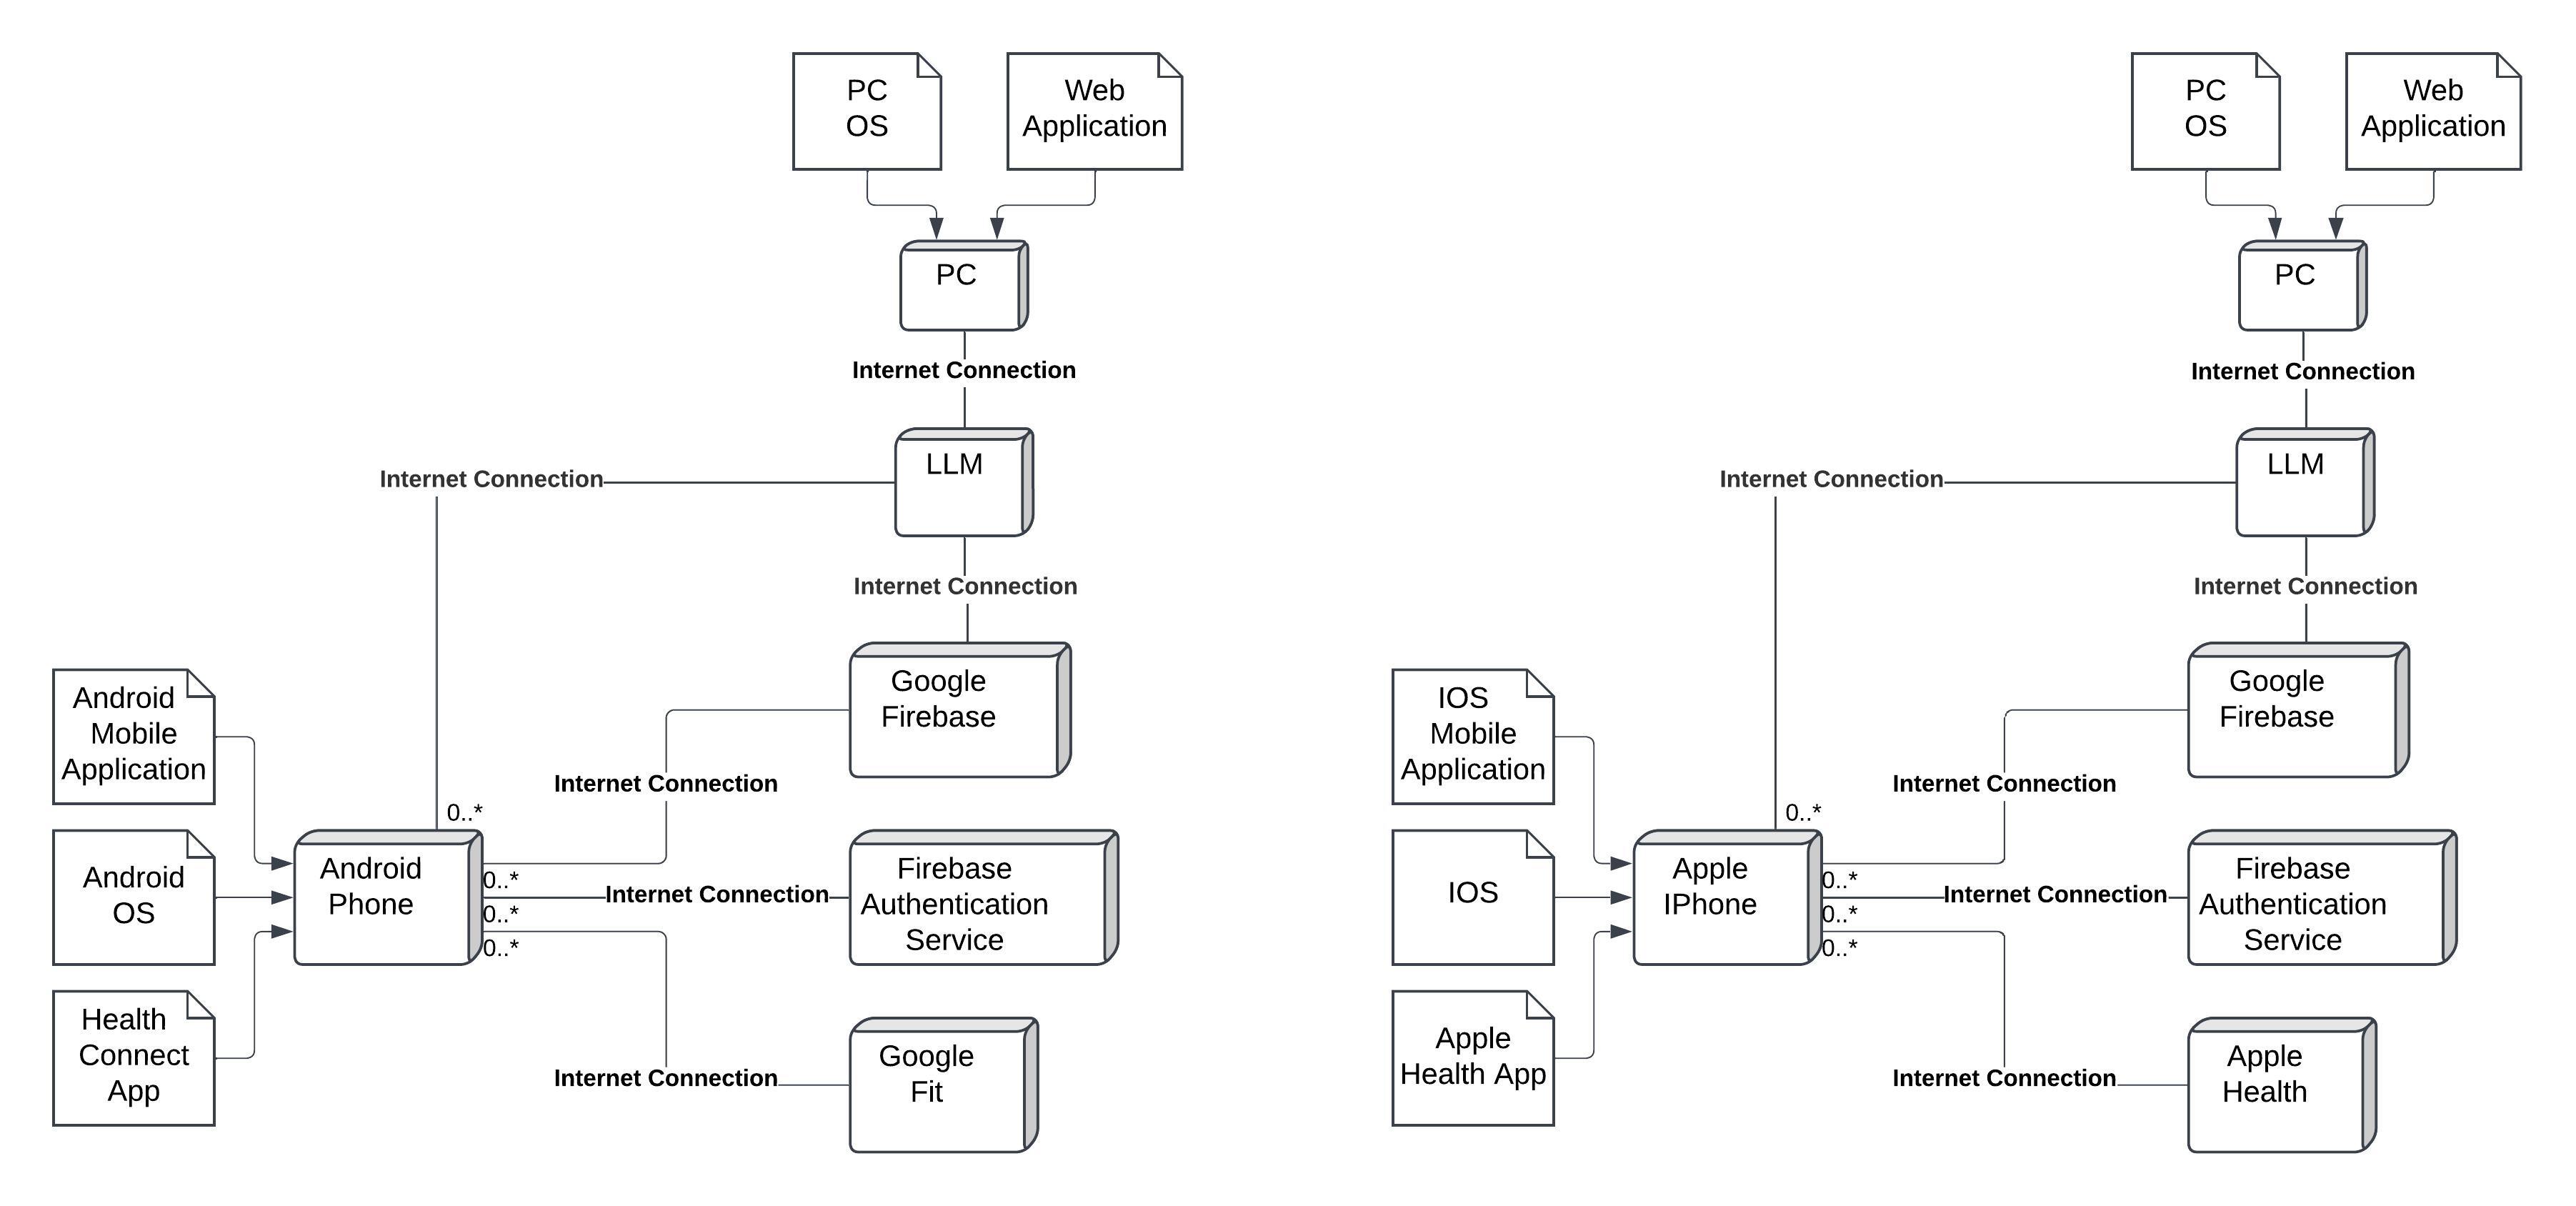 PC
OS
Web
Application
PC
Internet Connection
LLM
Internet Connection
Internet Connection
Google
Firebase
Android
Mobile
Application
Internet Connection
0..*
Android
OS
Android
Phone
0..*
0..*
0..*
Internet Connection
Firebase
Authentication
Service
Health
Connect
App
Internet Connection
Google
Fit
PC
OS
Web
Application
PC
Internet Connection
LLM
Internet Connection
Internet Connection
Google
Firebase
IOS
Mobile
Application
Internet Connection
0..*
IOS
Apple
IPhone
0..*
0..*
0..*
Internet Connection
Firebase
Authentication
Service
Apple
Health App
Internet Connection
Apple
Health